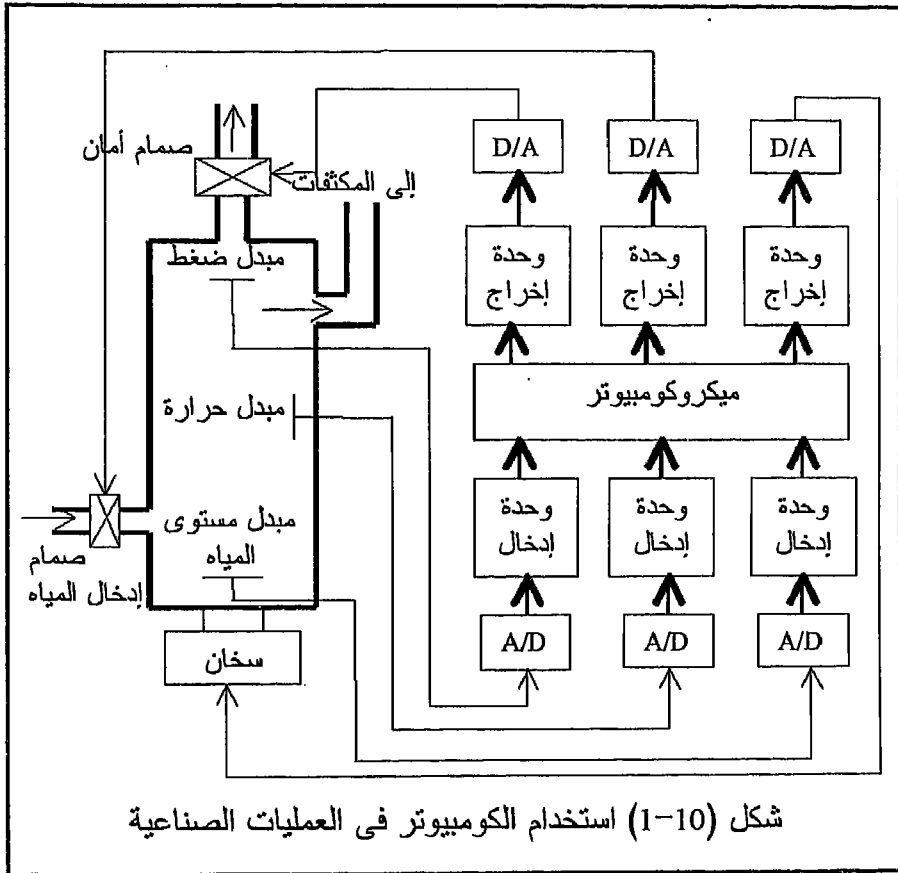 D/A
D/A
D/A
صمام أمان
إلى المكثفات
وحدة
إخراج
وحدة
إخراج
وحدة
إخراج
مبدل ضغط
ميكروكومبيوتر
مبدل حرارة
وحدة
إدخال
وحدة
إدخال
وحدة
إدخال
مبدل مستوى
المياه
صمام
إدخال المياه
A/D
A/D
A/D
سخان
شكل (10-1) استخدام الكومبيوتر فى العمليات الصناعية